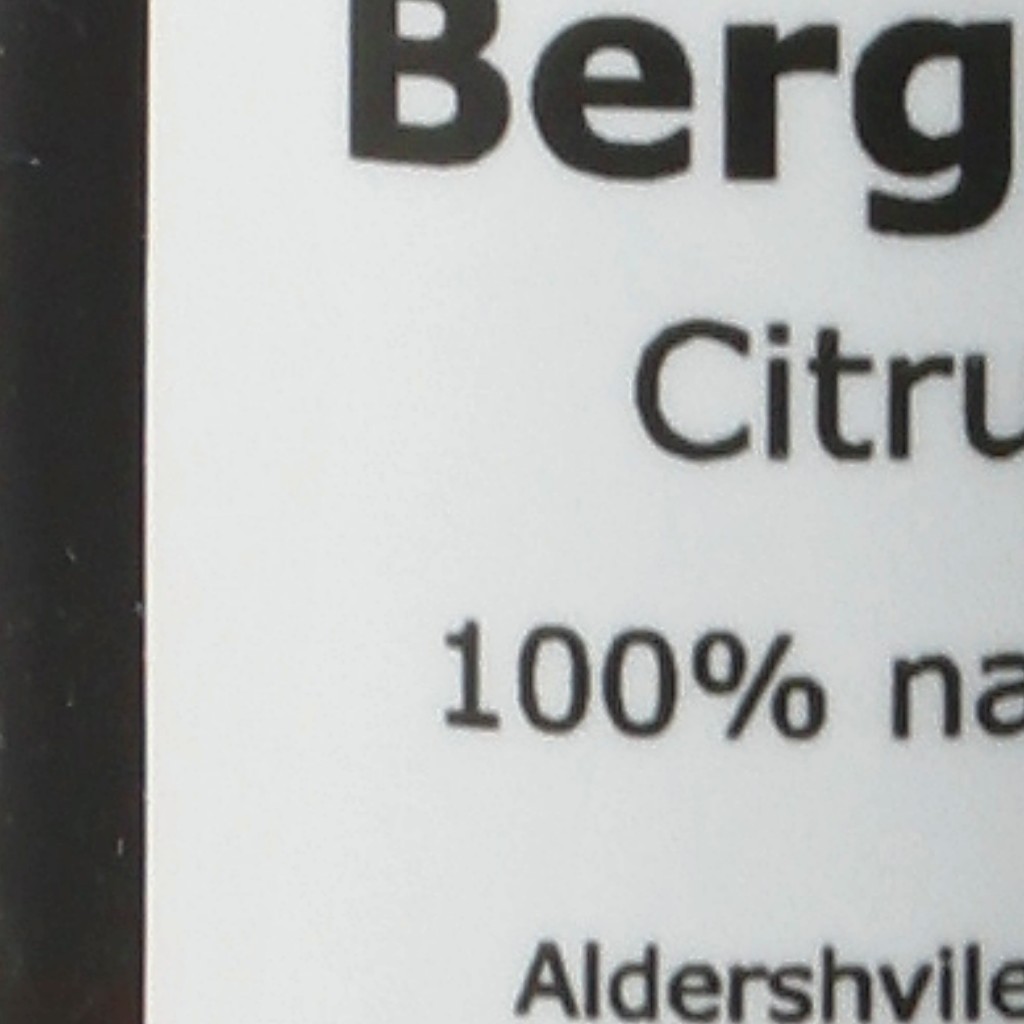 Berg
Citru
100% na
Aldershvile